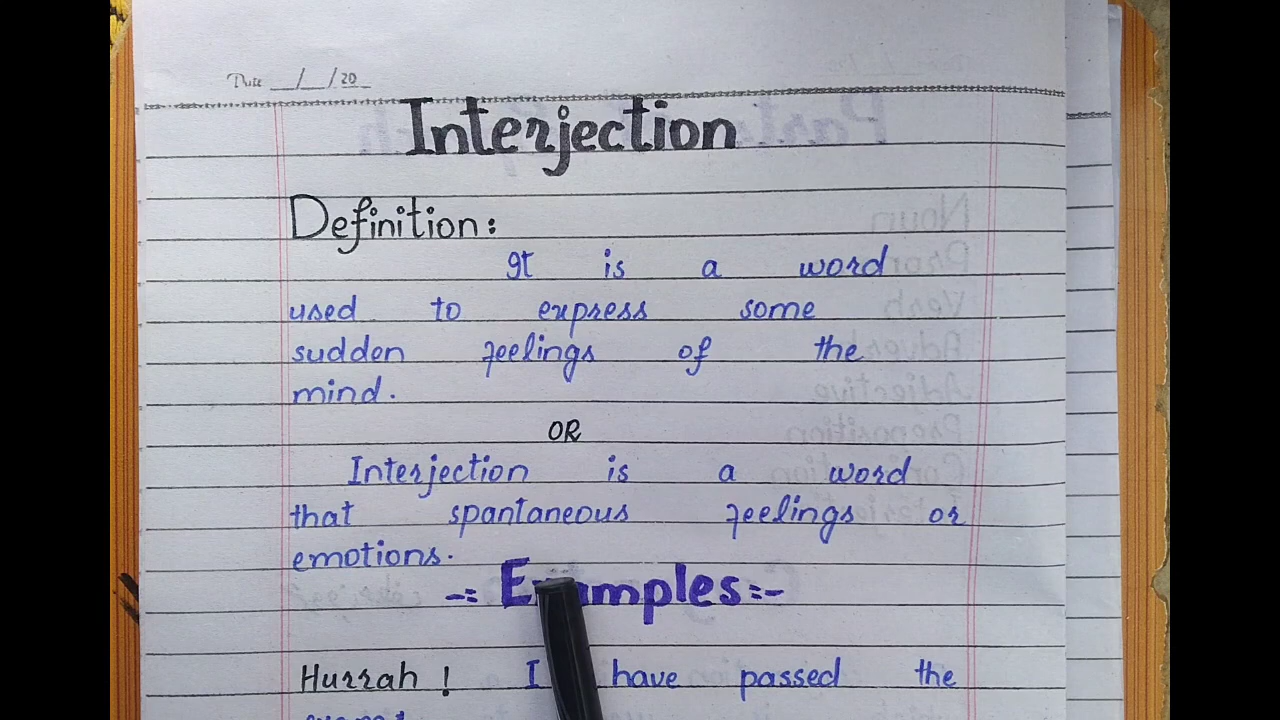 Date __/__/20__
Interjection
Definition:
It is a word
used to express some
sudden feelings of the
mind.
OR
Interjection is a word
that spantaneous feelings or
emotions.
-:Examples:-
Hurrah ! I have passed the